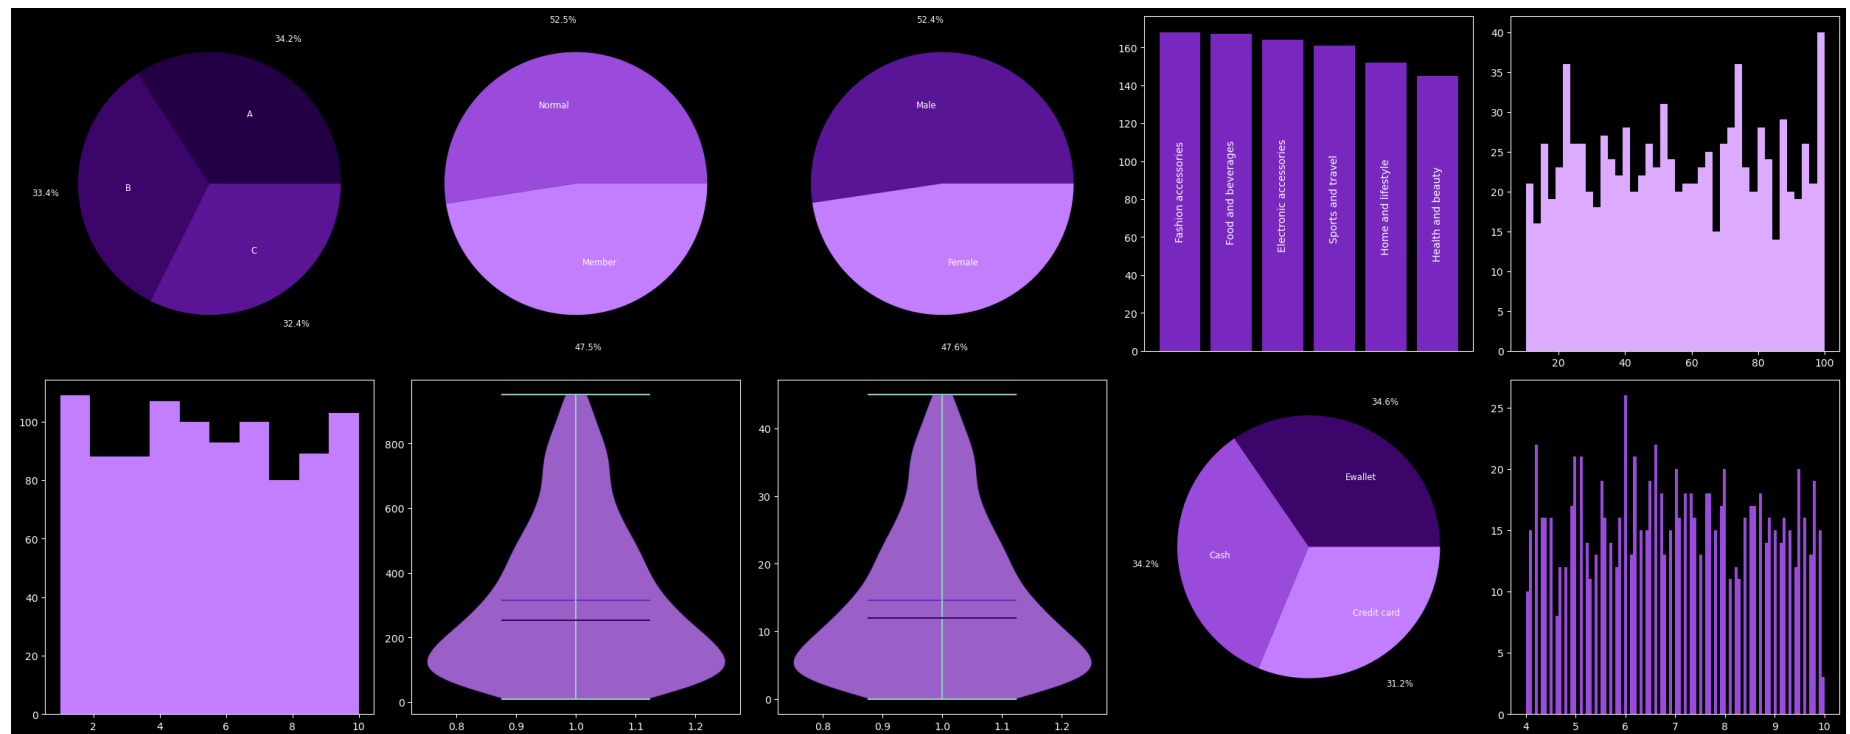 34.2%
A
B
33.4%
C
32.4%
52.5%
Normal
Member
47.5%
52.4%
Male
Female
47.6%
160
140
120
100
80
60
40
20
0
Fashion accessories
Food and beverages
Electronic accessories
Sports and travel
Home and lifestyle
Health and beauty
40
35
30
25
20
15
10
5
0
20 40 60 80 100
100
80
60
40
20
0
2 4 6 8 10
800
600
400
200
0
0.8 0.9 1.0 1.1 1.2
40
30
20
10
0
0.8 0.9 1.0 1.1 1.2
34.6%
Ewallet
Cash
34.2%
Credit card
31.2%
25
20
15
10
5
0
4 5 6 7 8 9 10